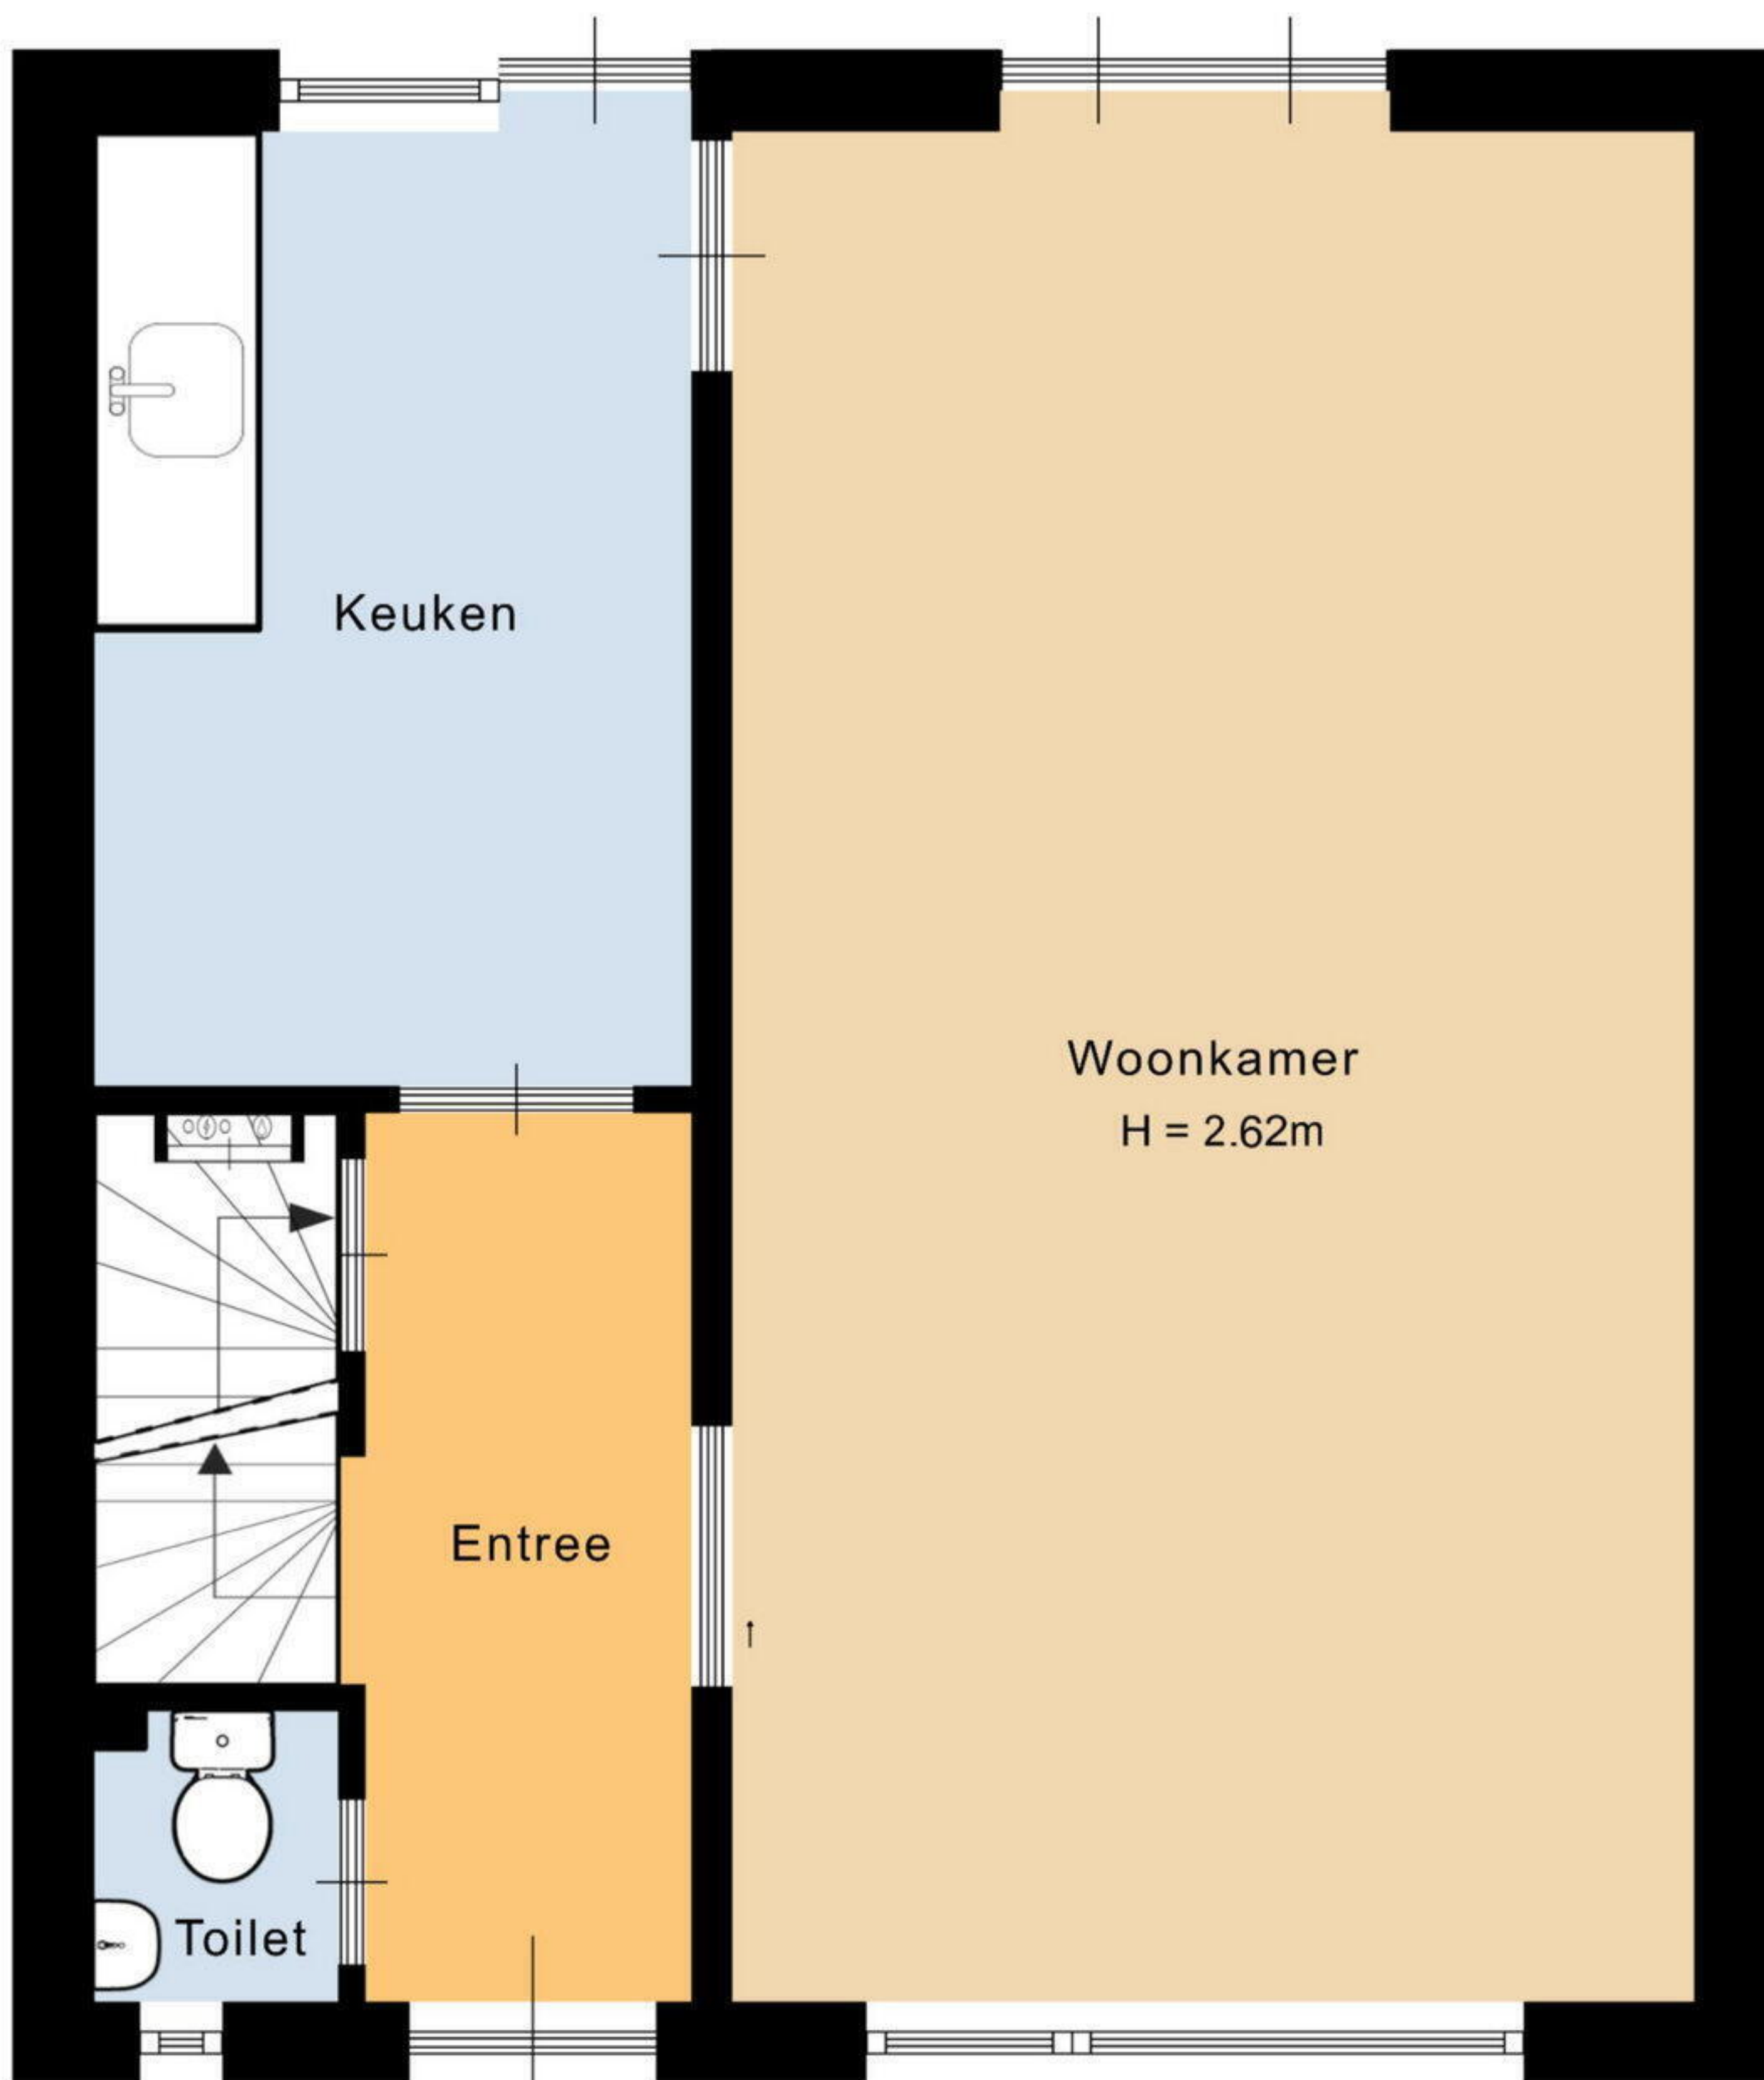 Keuken
Woonkamer
H = 2.62m
Entree
Toilet